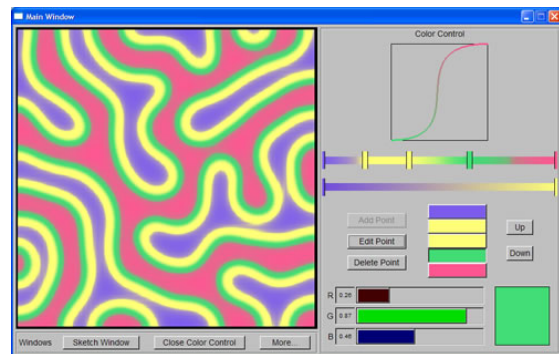 Main Window
Color Control
Add Point
Edit Point
Delete Point
Up
Down
R 0.26
G 0.87
B 0.46
Windows Sketch Window Close Color Control More...